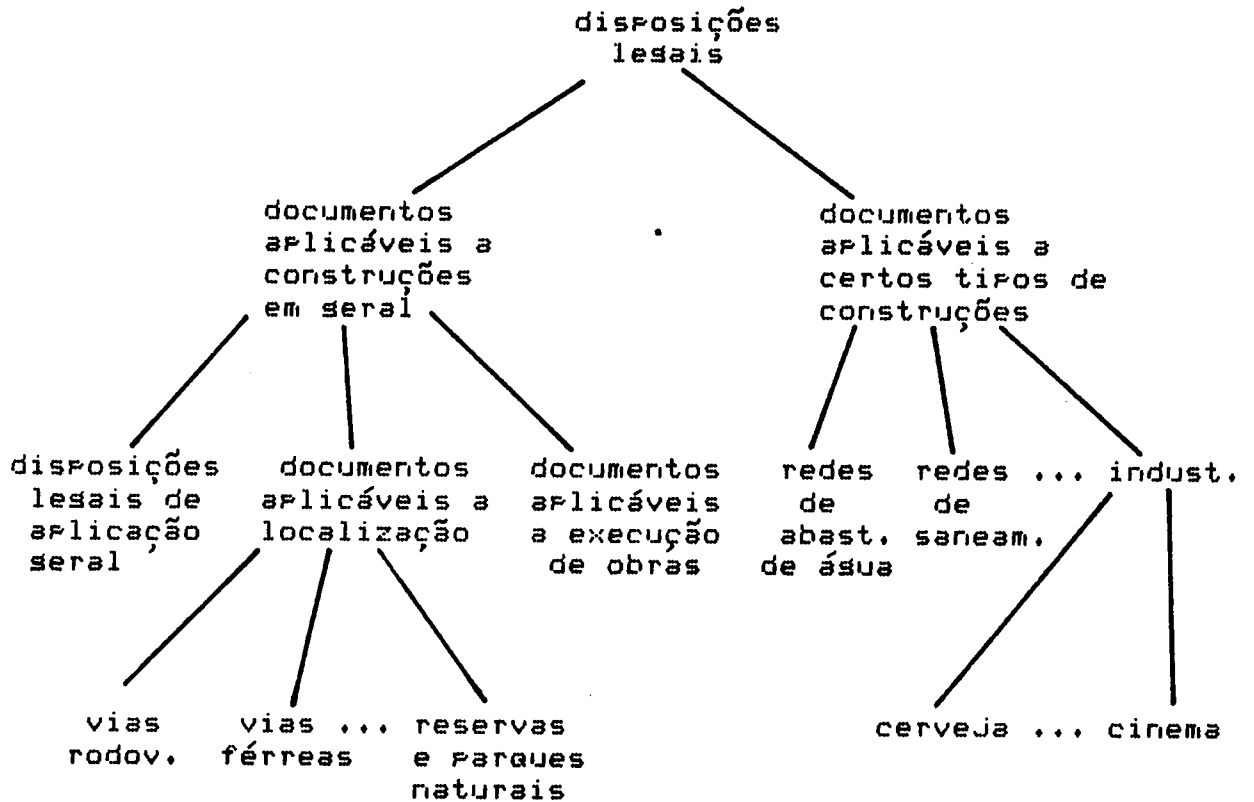 disposições
legais
documentos
aplicáveis a
construções
em geral
documentos
aplicáveis a
certos tipos de
construções
disposições
legais de
aplicação
geral
documentos
aplicáveis a
localização
documentos
aplicáveis
a execução
de obras
redes
de
abast.
de água
redes
de
saneam.
...
indust.
vias
rodov.
vias
férreas
...
reservas
e parques
naturais
cerveja ... cinema